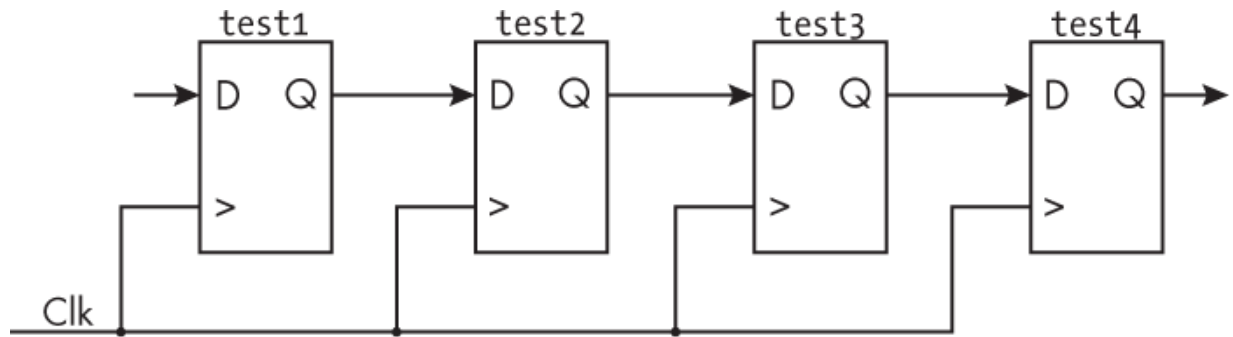 test1 test2 test3 test4
D Q D Q D Q D Q
> > > >
Clk